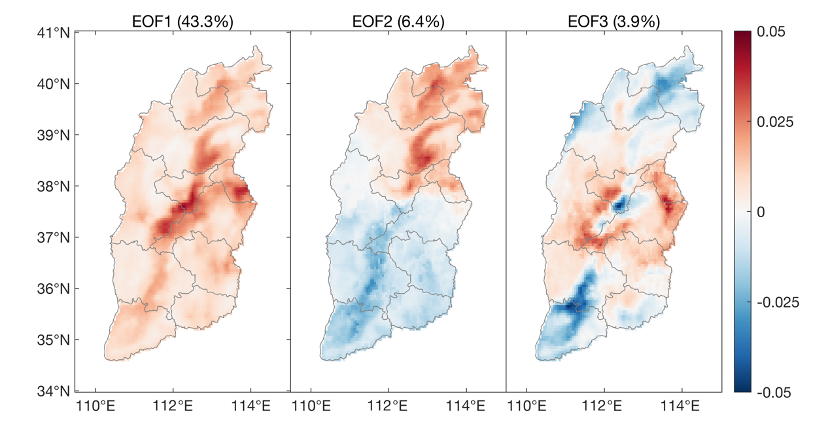 EOF1 (43.3%) EOF2 (6.4%) EOF3 (3.9%)
41°N
40°N
39°N
38°N
37°N
36°N
35°N
34°N
110°E 112°E 114°E 110°E 112°E 114°E 110°E 112°E 114°E
0.05
0.025
0
-0.025
-0.05